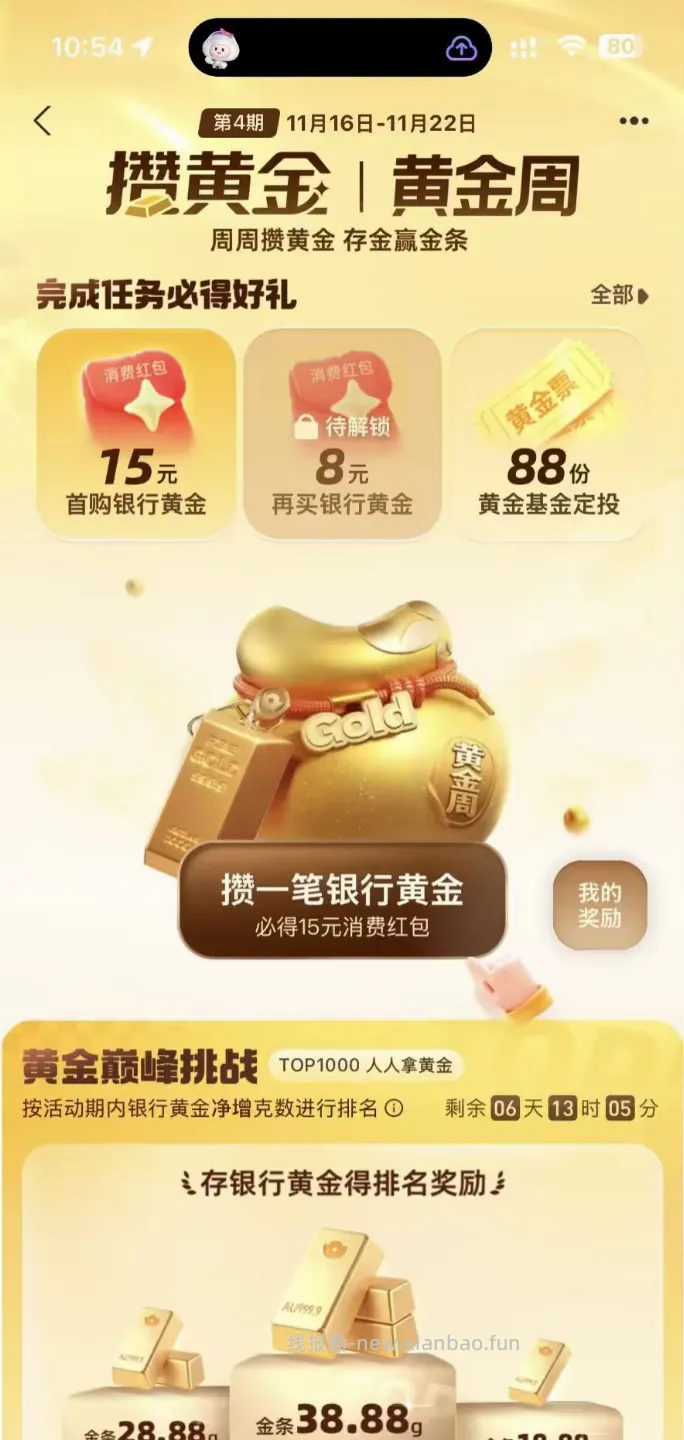 10:54
80
第4期 11月16日-11月22日
攒黄金 | 黄金周
周周攒黄金 存金赢金条
完成任务必得好礼
全部
消费红包
15元
首购银行黄金
消费红包
待解锁
8元
再买银行黄金
黄金票
88份
黄金基金定投
Gold
黄金周
GOLD
攒一笔银行黄金
必得15元消费红包
我的
奖励
黄金巅峰挑战
TOP1000 人人拿黄金
按活动期内银行黄金净增克数进行排名
剩余06天13时05分
存银行黄金得排名奖励
AU999.9
金条28.88g
金条38.88g